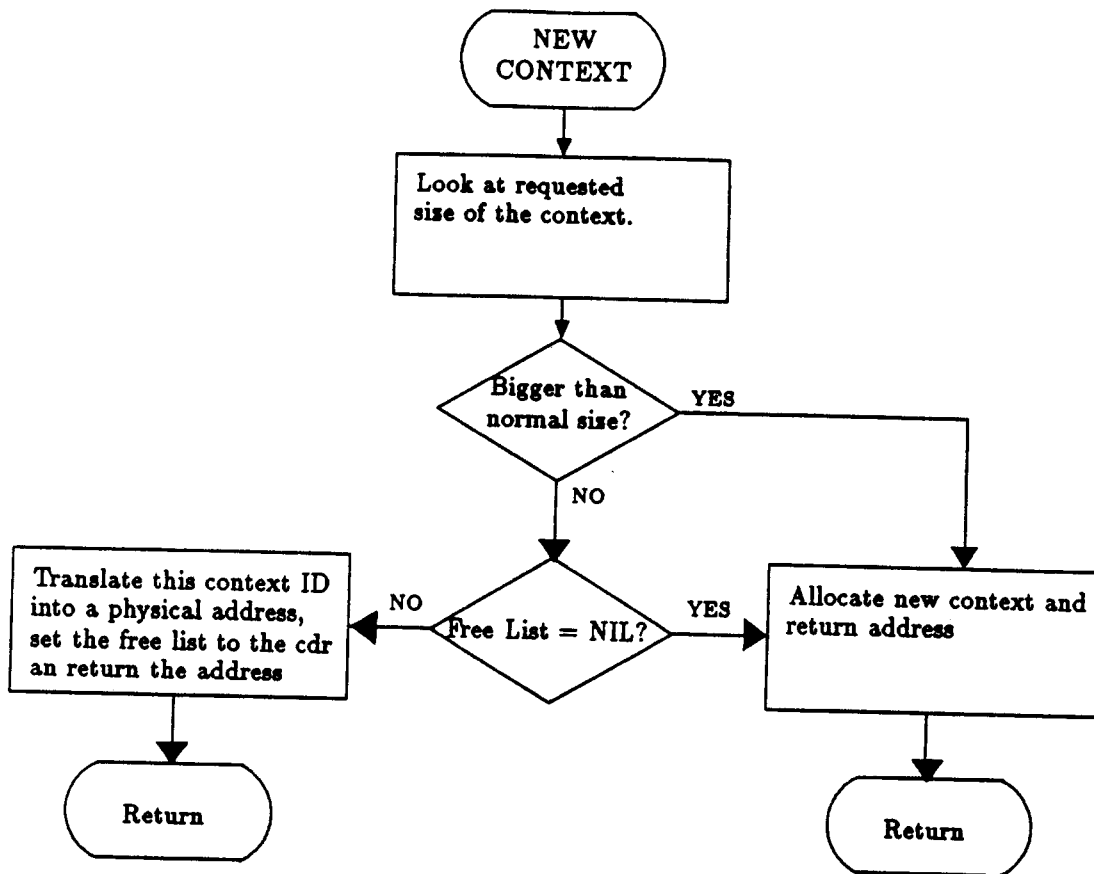 NEW
CONTEXT
Look at requested
size of the context.
Bigger than
normal size?
YES
NO
Translate this context ID
into a physical address,
set the free list to the cdr
an return the address
NO
Free List = NIL?
YES
Allocate new context and
return address
Return
Return